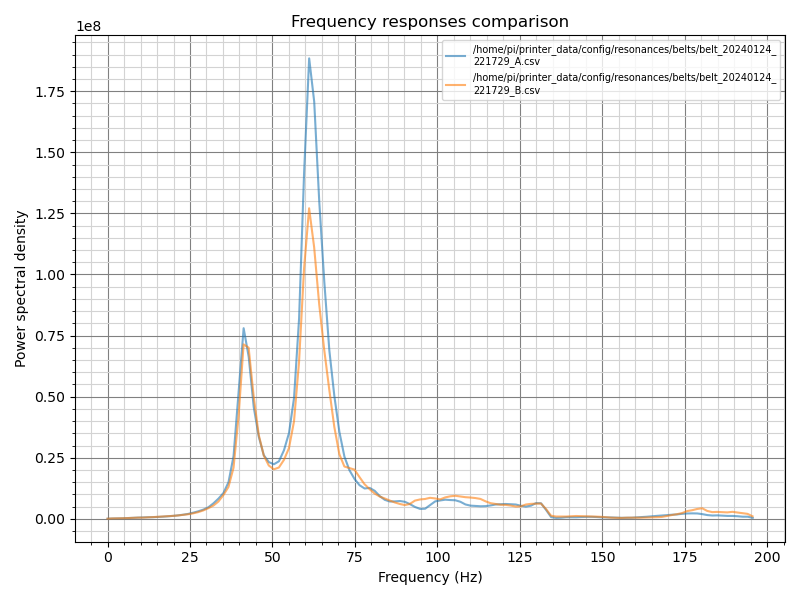 Frequency responses comparison
1e8
/home/pi/printer_data/config/resonances/belts/belt_20240124_
221729_A.csv
/home/pi/printer_data/config/resonances/belts/belt_20240124_
221729_B.csv
Power spectral density
1.75
1.50
1.25
1.00
0.75
0.50
0.25
0.00
0 25 50 75 100 125 150 175 200
Frequency (Hz)